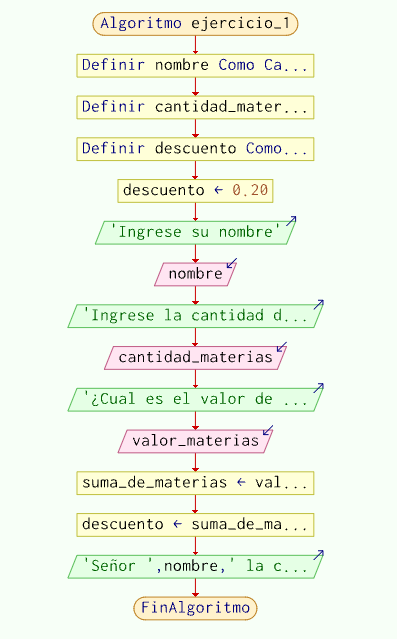 Algoritmo ejercicio_1
Definir nombre Como Ca...
Definir cantidad_mater...
Definir descuento Como...
descuento ← 0.20
'Ingrese su nombre'
nombre
'Ingrese la cantidad d...
cantidad_materias
'¿Cual es el valor de ...
valor_materias
suma_de_materias ← val...
descuento ← suma_de_ma...
'Señor ',nombre,' la c...
FinAlgoritmo